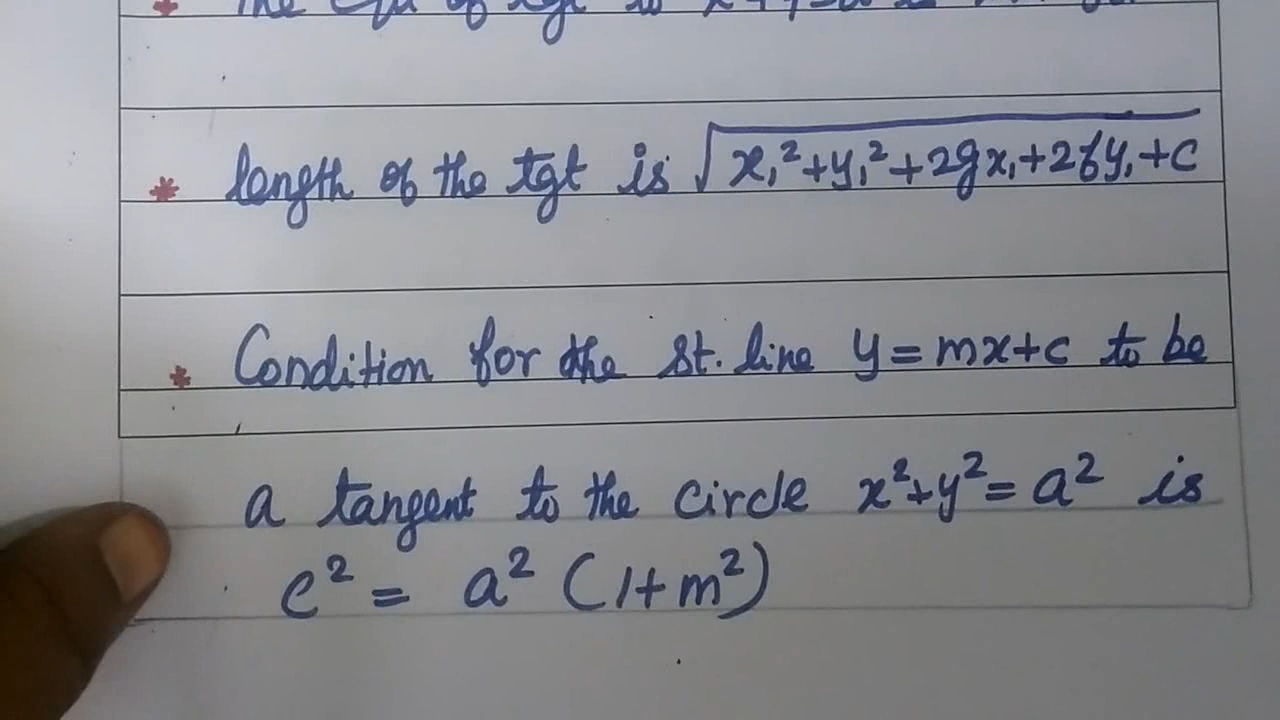 * length of the tgt is √x₁²+y₁²+2gx₁+2fy₁+c
* Condition for the St. line y=mx+c to be
a tangent to the circle x²+y²=a² is
c² = a² (1+m²)